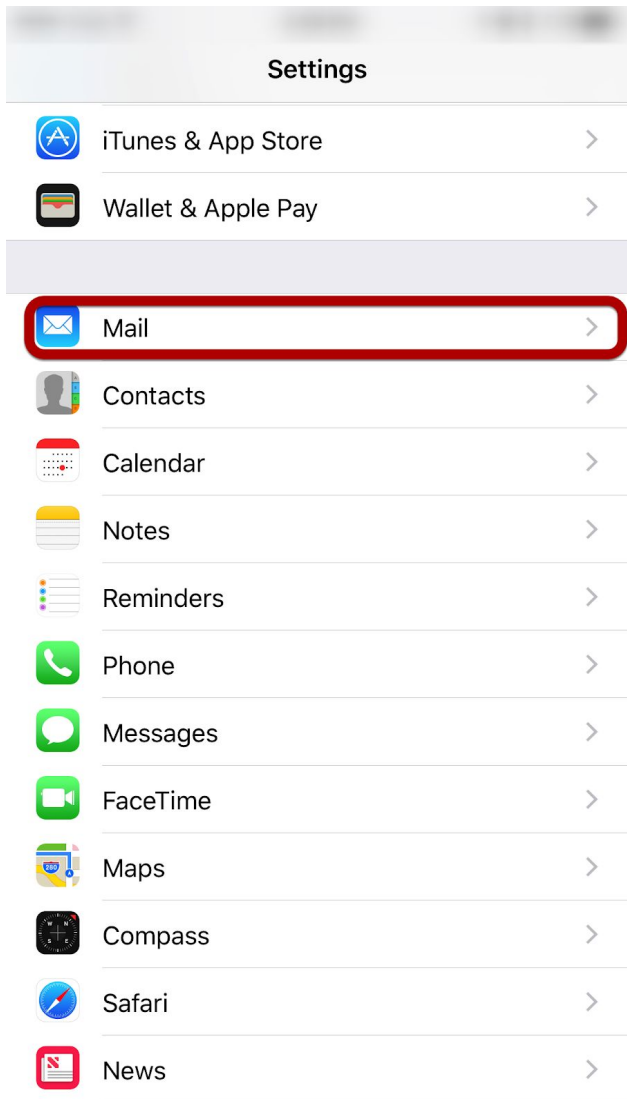 Settings
iTunes & App Store
Wallet & Apple Pay
Mail
Contacts
Calendar
Notes
Reminders
Phone
Messages
FaceTime
280
Maps
W N
S E
Compass
Safari
N
News